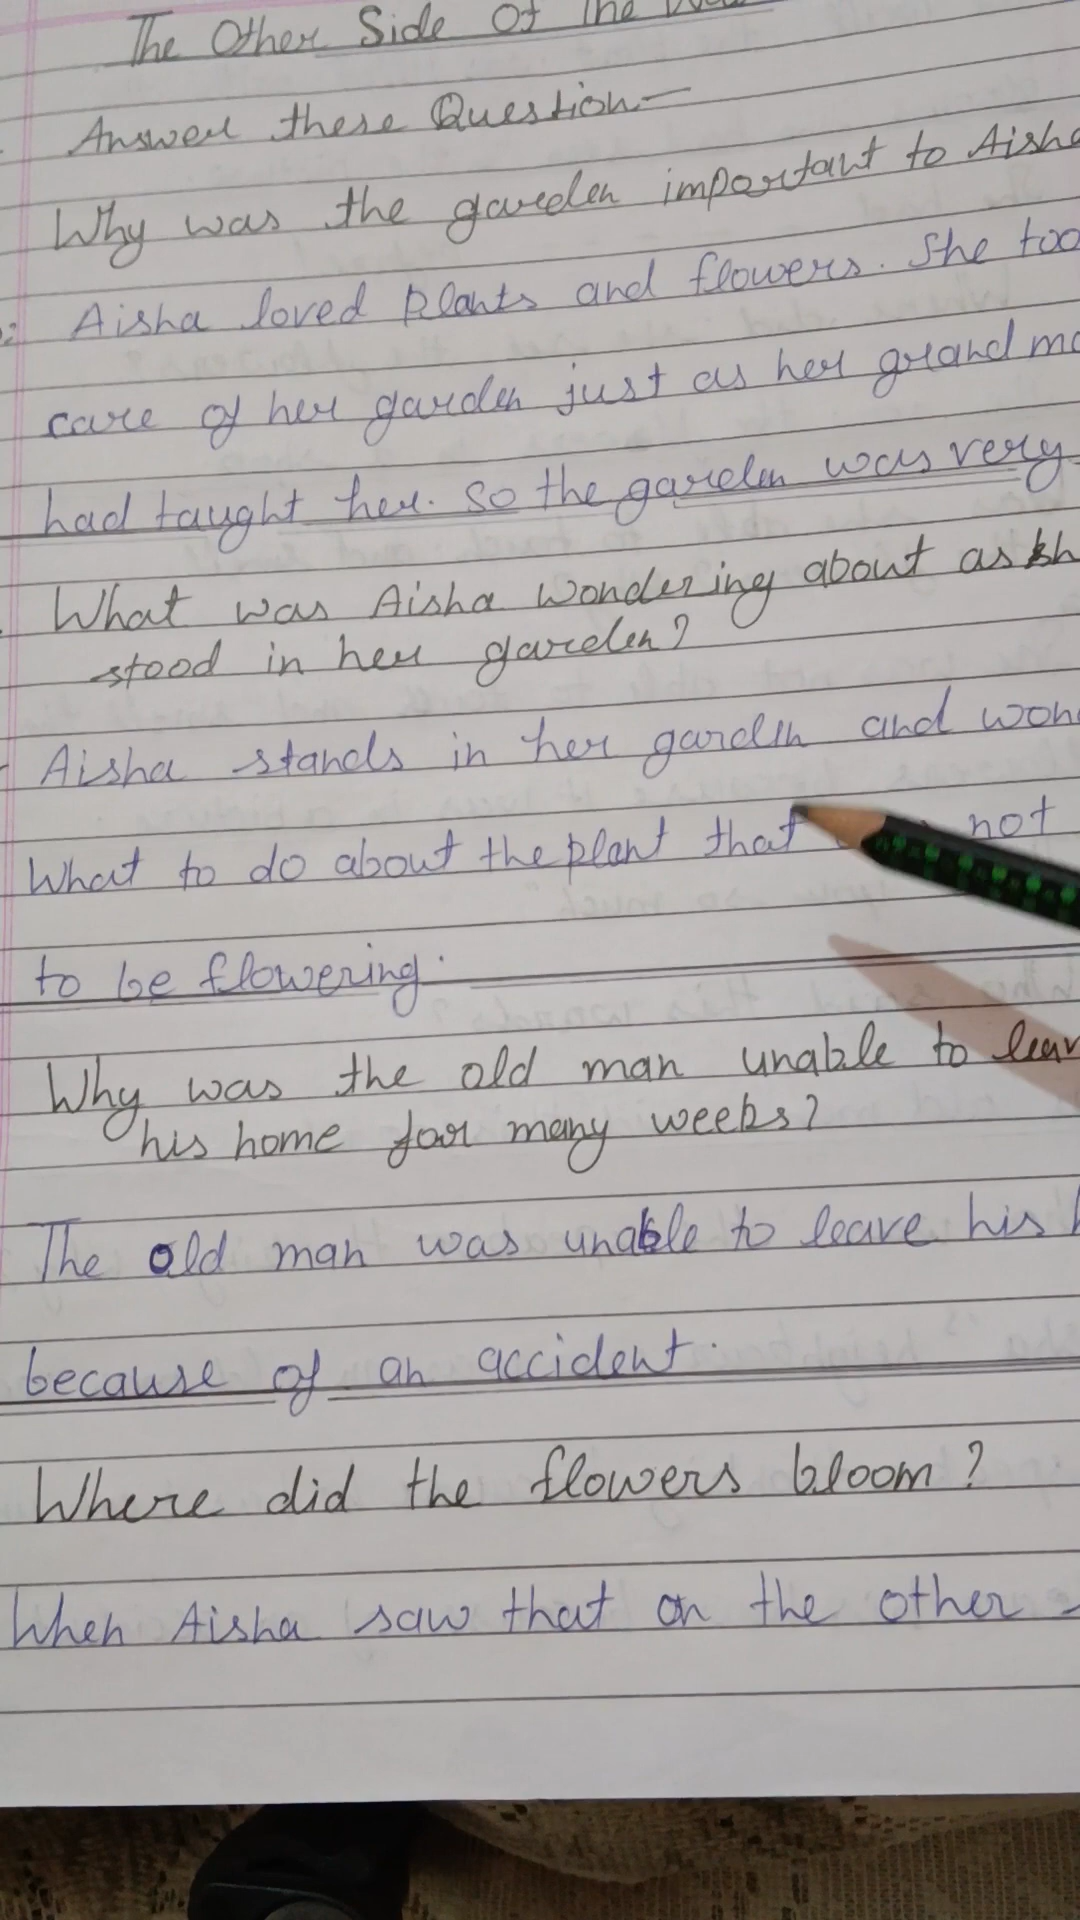 The Other Side Of The
Answer these Question—
Why was the garden important to Aisha
Aisha loved Plants and flowers. She too
care of her garden just as her grand mo
had taught her. So the garden was very
What was Aisha Wondering about as sh
stood in her garden?
Aisha stands in her garden and won
What to do about the plant that not
to be flowering.
Why was the old man unable to leav
his home for many weeks?
The old man was unable to leave his h
because of an accident.
Where did the flowers bloom?
When Aisha saw that on the other s